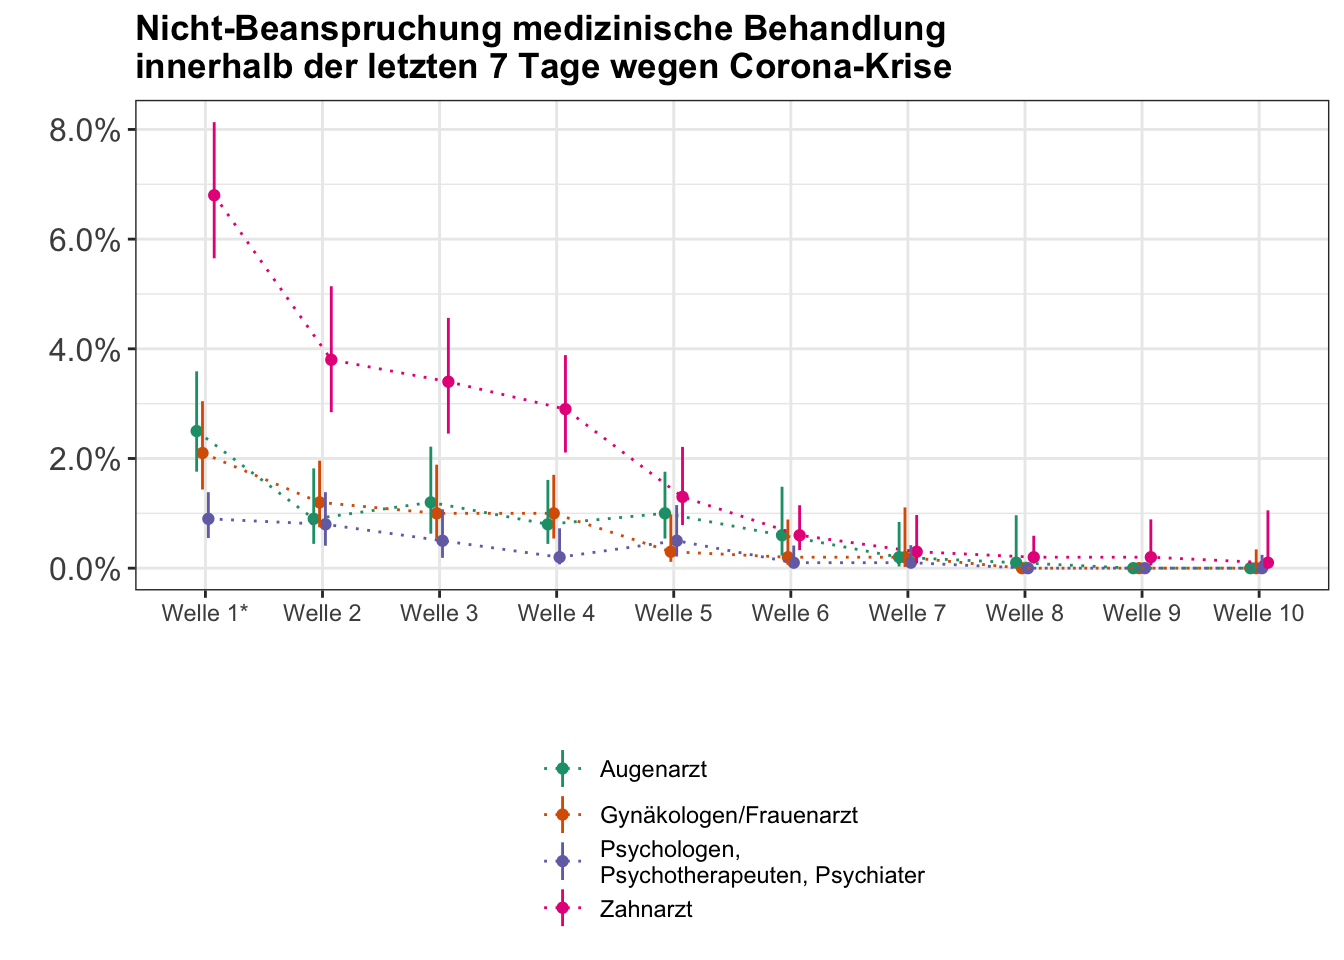 Nicht-Beanspruchung medizinische Behandlung
innerhalb der letzten 7 Tage wegen Corona-Krise
8.0%
6.0%
4.0%
2.0%
0.0%
Welle 1* Welle 2 Welle 3 Welle 4 Welle 5 Welle 6 Welle 7 Welle 8 Welle 9 Welle 10
Augenarzt
Gynäkologen/Frauenarzt
Psychologen,
Psychotherapeuten, Psychiater
Zahnarzt